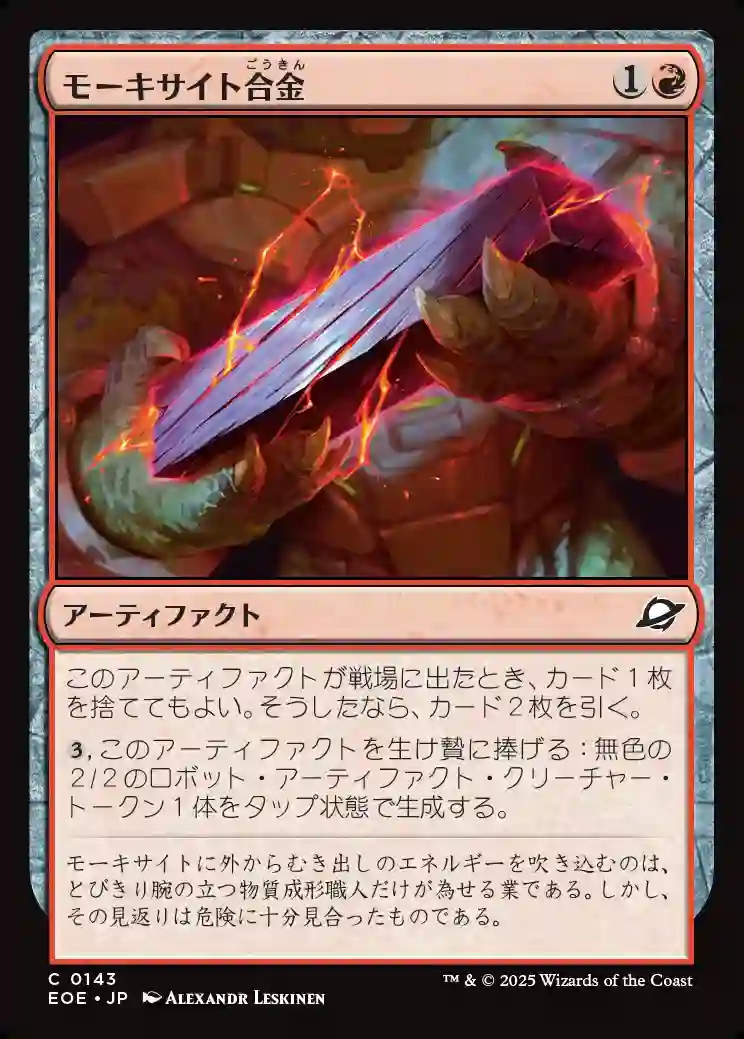 ごうきん
モーキサイト合金 1
アーティファクト
このアーティファクトが戦場に出たとき、カード1枚
を捨ててもよい。そうしたなら、カード2枚を引く。
3,このアーティファクトを生け贄に捧げる:無色の
2/2のロボット・アーティファクト・クリーチャー・
トークン1体をタップ状態で生成する。
モーキサイトに外からむき出しのエネルギーを吹き込むのは、
とびきり腕の立つ物質成形職人だけが為せる業である。しかし、
その見返りは危険に十分見合ったものである。
C 0143 ™ & © 2025 Wizards of the Coast
EOE • JP Alexandr Leskinen